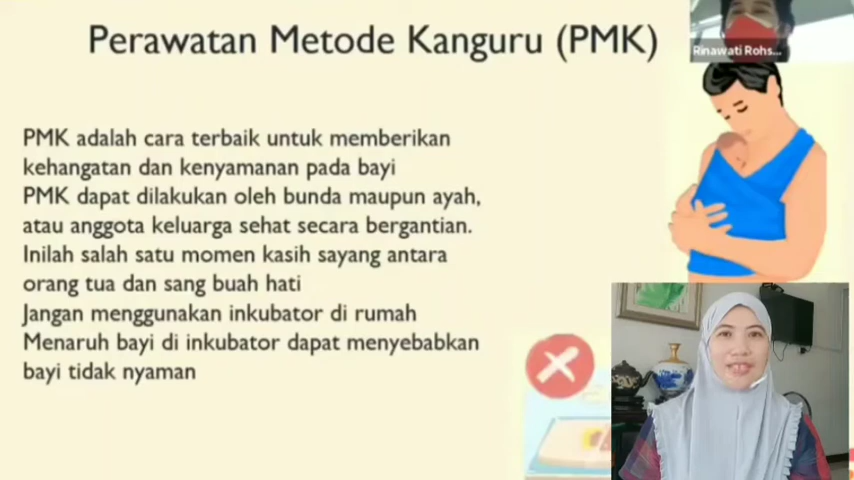 Perawatan Metode Kanguru (PMK)
Rinawati Rohs...
PMK adalah cara terbaik untuk memberikan
kehangatan dan kenyamanan pada bayi
PMK dapat dilakukan oleh bunda maupun ayah,
atau anggota keluarga sehat secara bergantian.
Inilah salah satu momen kasih sayang antara
orang tua dan sang buah hati
Jangan menggunakan inkubator di rumah
Menaruh bayi di inkubator dapat menyebabkan
bayi tidak nyaman